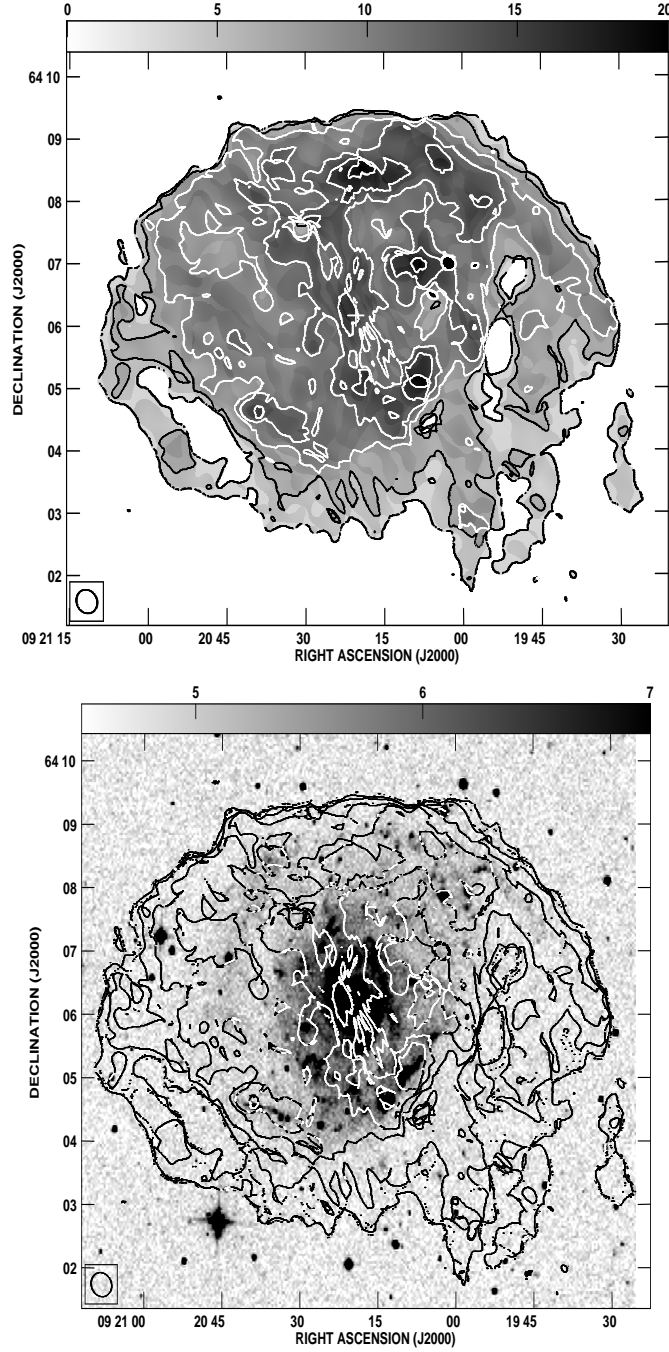 0 5 10 15 20
64 10
09
08
07
06
05
04
03
02
DECLINATION (J2000)
09 21 15 00 20 45 30 15 00 19 45 30
RIGHT ASCENSION (J2000)
5 6 7
64 10
09
08
07
06
05
04
03
02
DECLINATION (J2000)
09 21 00 20 45 30 15 00 19 45 30
RIGHT ASCENSION (J2000)